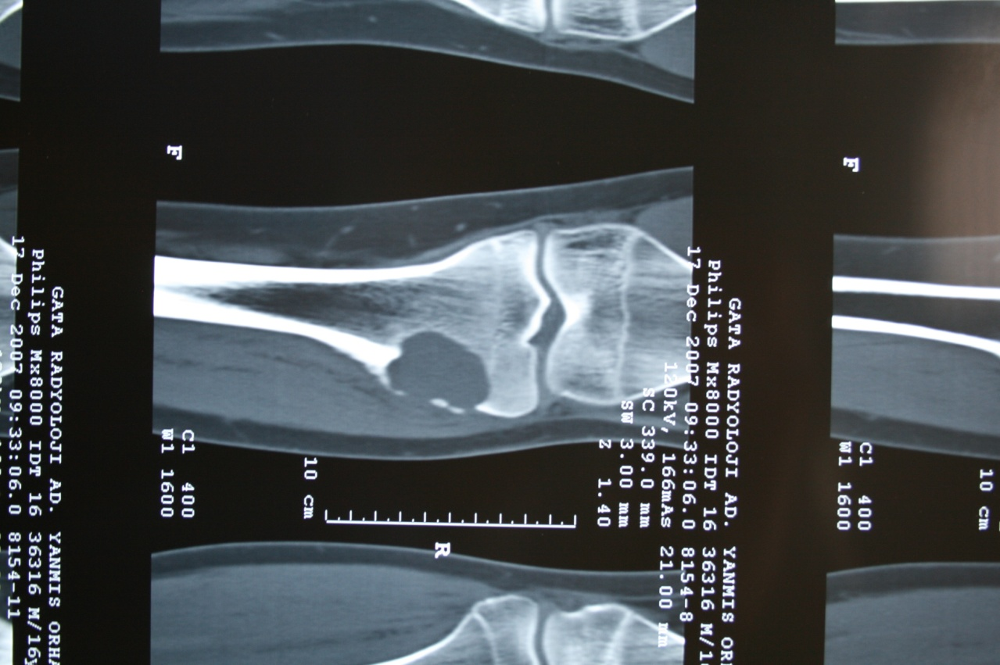 GATA RADYOLOJI AD. YANMIS ORHA
Philips Mx8000 IDT 16 36316 M/16y
17 Dec 2007 09:33:06.0 8154-11
F
C1 400
W1 1600
10 cm
R
GATA RADYOLOJI AD. YANMIS
Philips Mx8000 IDT 16 36316
17 Dec 2007 09:33:06.0 8154-8
120kV, 166mAs 21.00 mm
SC 339.0 mm
SW 3.00 mm
Z 1.40
F
C1 400
W1 1600
10 cm